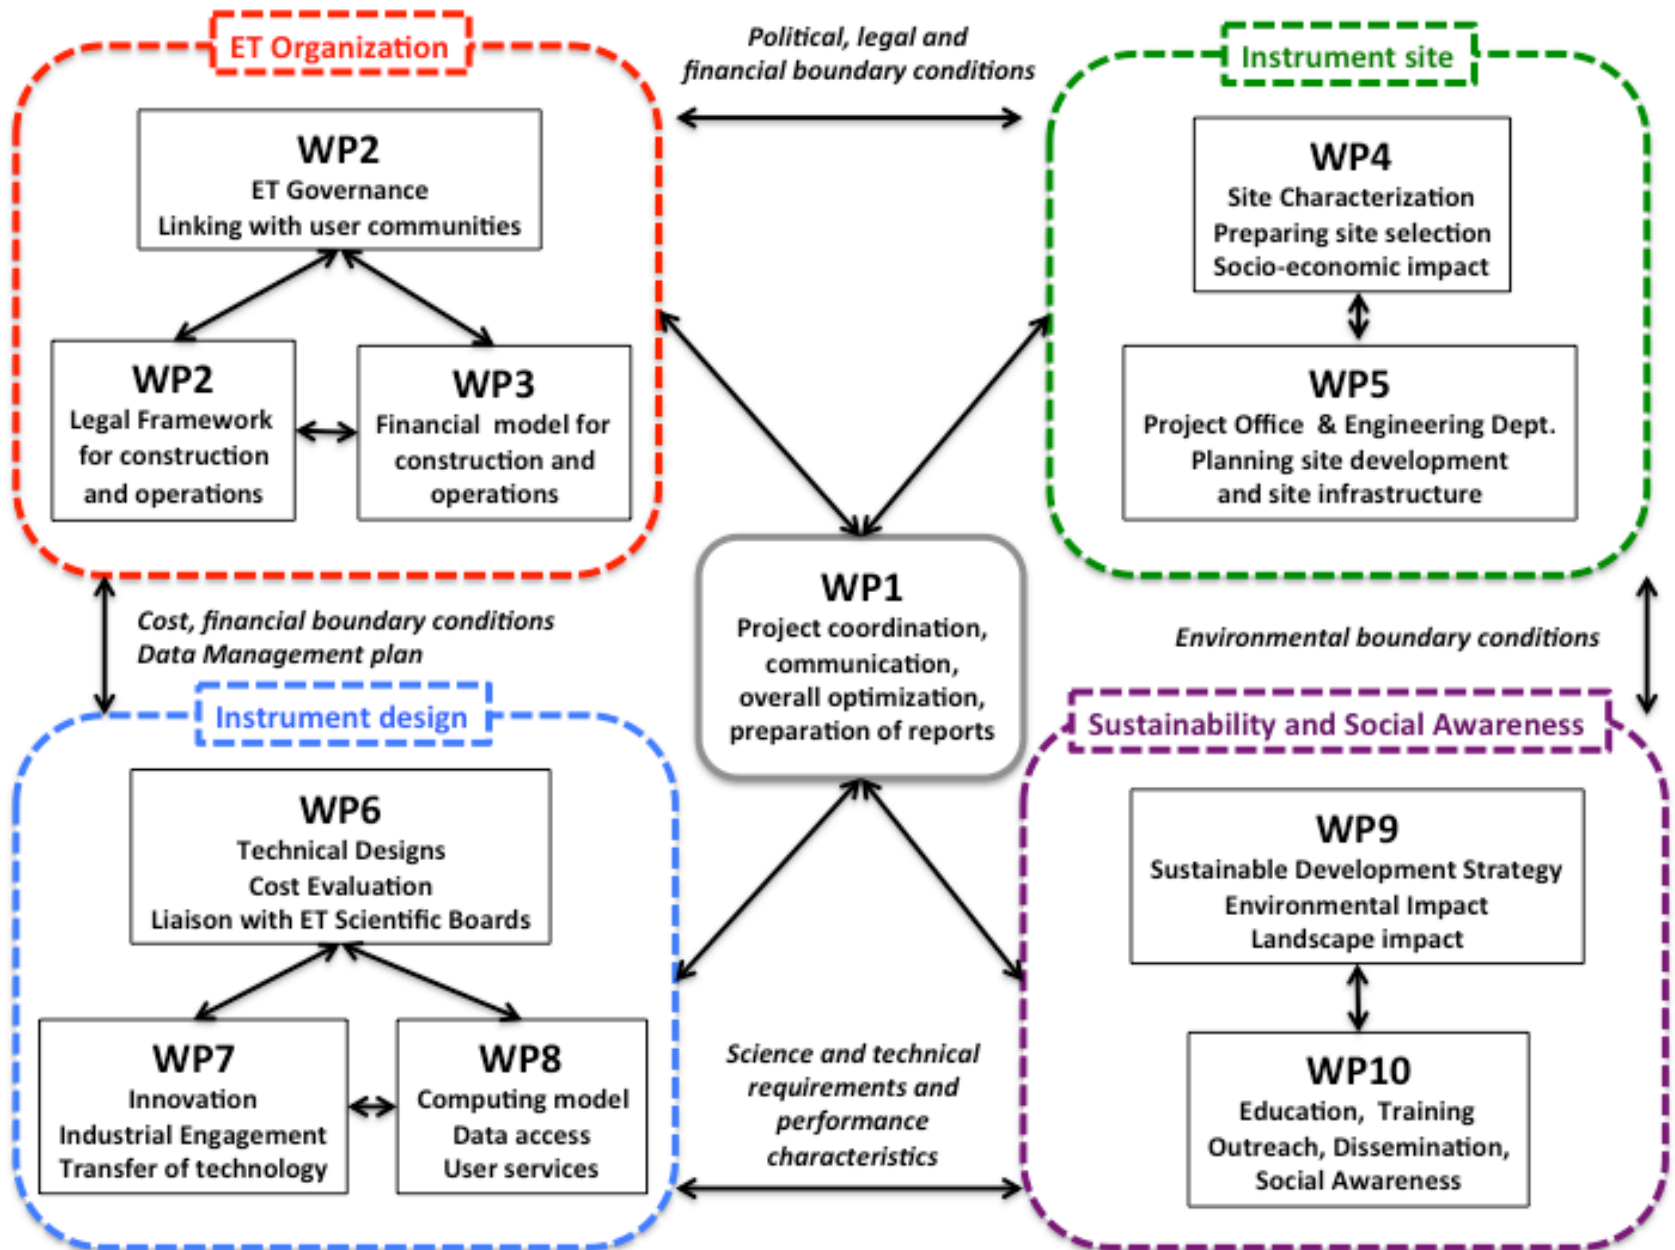 ET Organization
WP2
ET Governance
Linking with user communities
WP2
Legal Framework
for construction
and operations
WP3
Financial model for
construction and
operations
Political, legal and
financial boundary conditions
Instrument site
WP4
Site Characterization
Preparing site selection
Socio-economic impact
WP5
Project Office & Engineering Dept.
Planning site development
and site infrastructure
Cost, financial boundary conditions
Data Management plan
WP1
Project coordination,
communication,
overall optimization,
preparation of reports
Environmental boundary conditions
Instrument design
WP6
Technical Designs
Cost Evaluation
Liaison with ET Scientific Boards
WP7
Innovation
Industrial Engagement
Transfer of technology
WP8
Computing model
Data access
User services
Science and technical
requirements and
performance
characteristics
Sustainability and Social Awareness
WP9
Sustainable Development Strategy
Environmental Impact
Landscape impact
WP10
Education, Training
Outreach, Dissemination,
Social Awareness